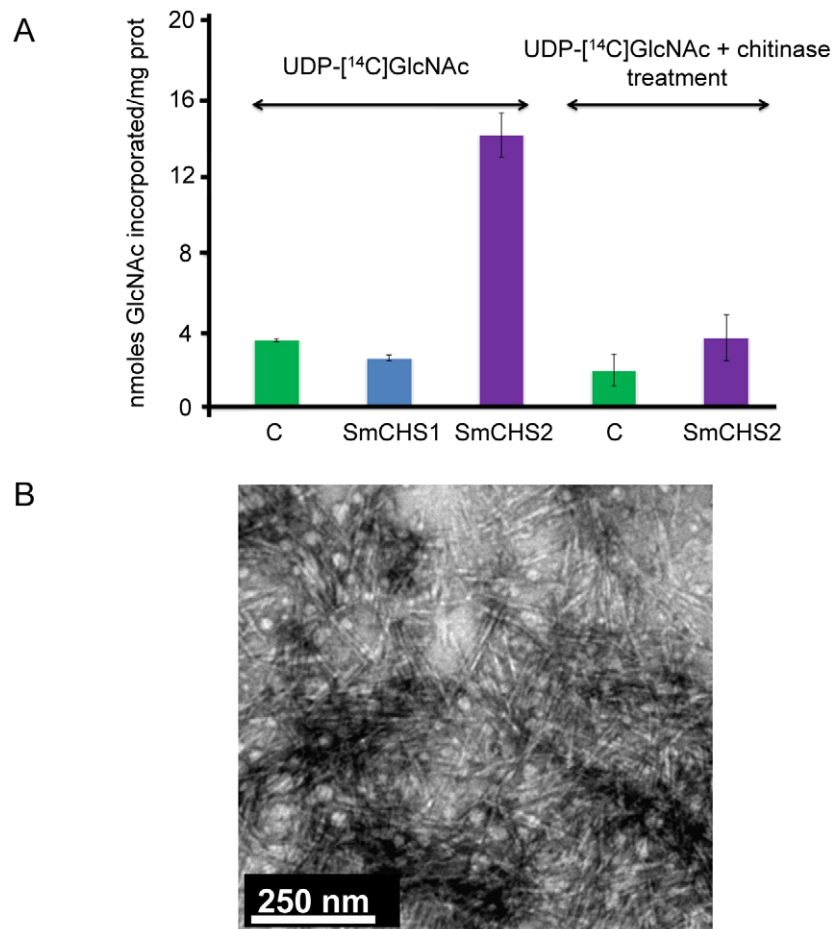 A
nmoles GlcNAc incorporated/mg prot
20
16
12
8
4
0
UDP-[¹⁴C]GlcNAc
UDP-[¹⁴C]GlcNAc + chitinase
treatment
C
SmCHS1
SmCHS2
C
SmCHS2
B
250 nm